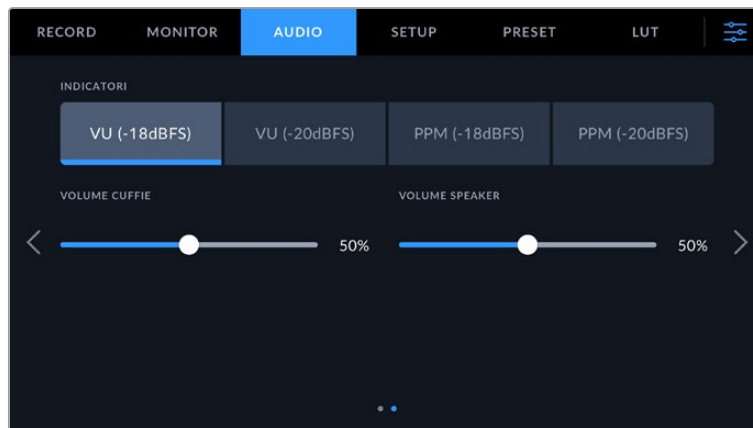 RECORD MONITOR AUDIO SETUP PRESET LUT
INDICATORI
VU (-18dBFS) VU (-20dBFS) PPM (-18dBFS) PPM (-20dBFS)
VOLUME CUFFIE VOLUME SPEAKER
50% 50%